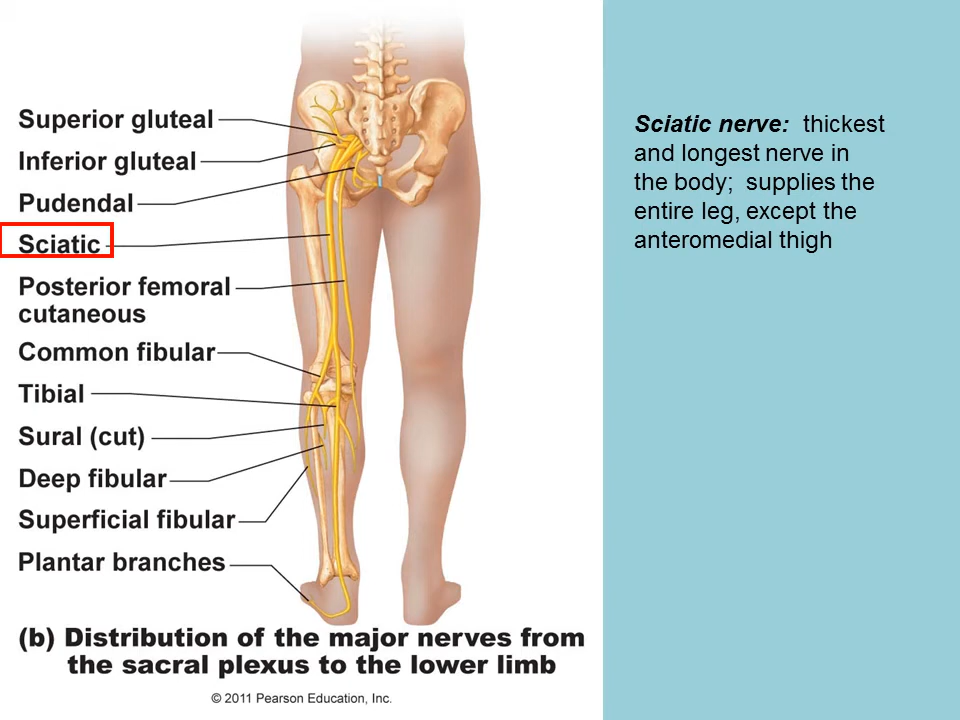 Superior gluteal
Inferior gluteal
Pudendal
Sciatic
Posterior femoral
cutaneous
Common fibular
Tibial
Sural (cut)
Deep fibular
Superficial fibular
Plantar branches
(b) Distribution of the major nerves from
the sacral plexus to the lower limb
© 2011 Pearson Education, Inc.
Sciatic nerve: thickest
and longest nerve in
the body; supplies the
entire leg, except the
anteromedial thigh